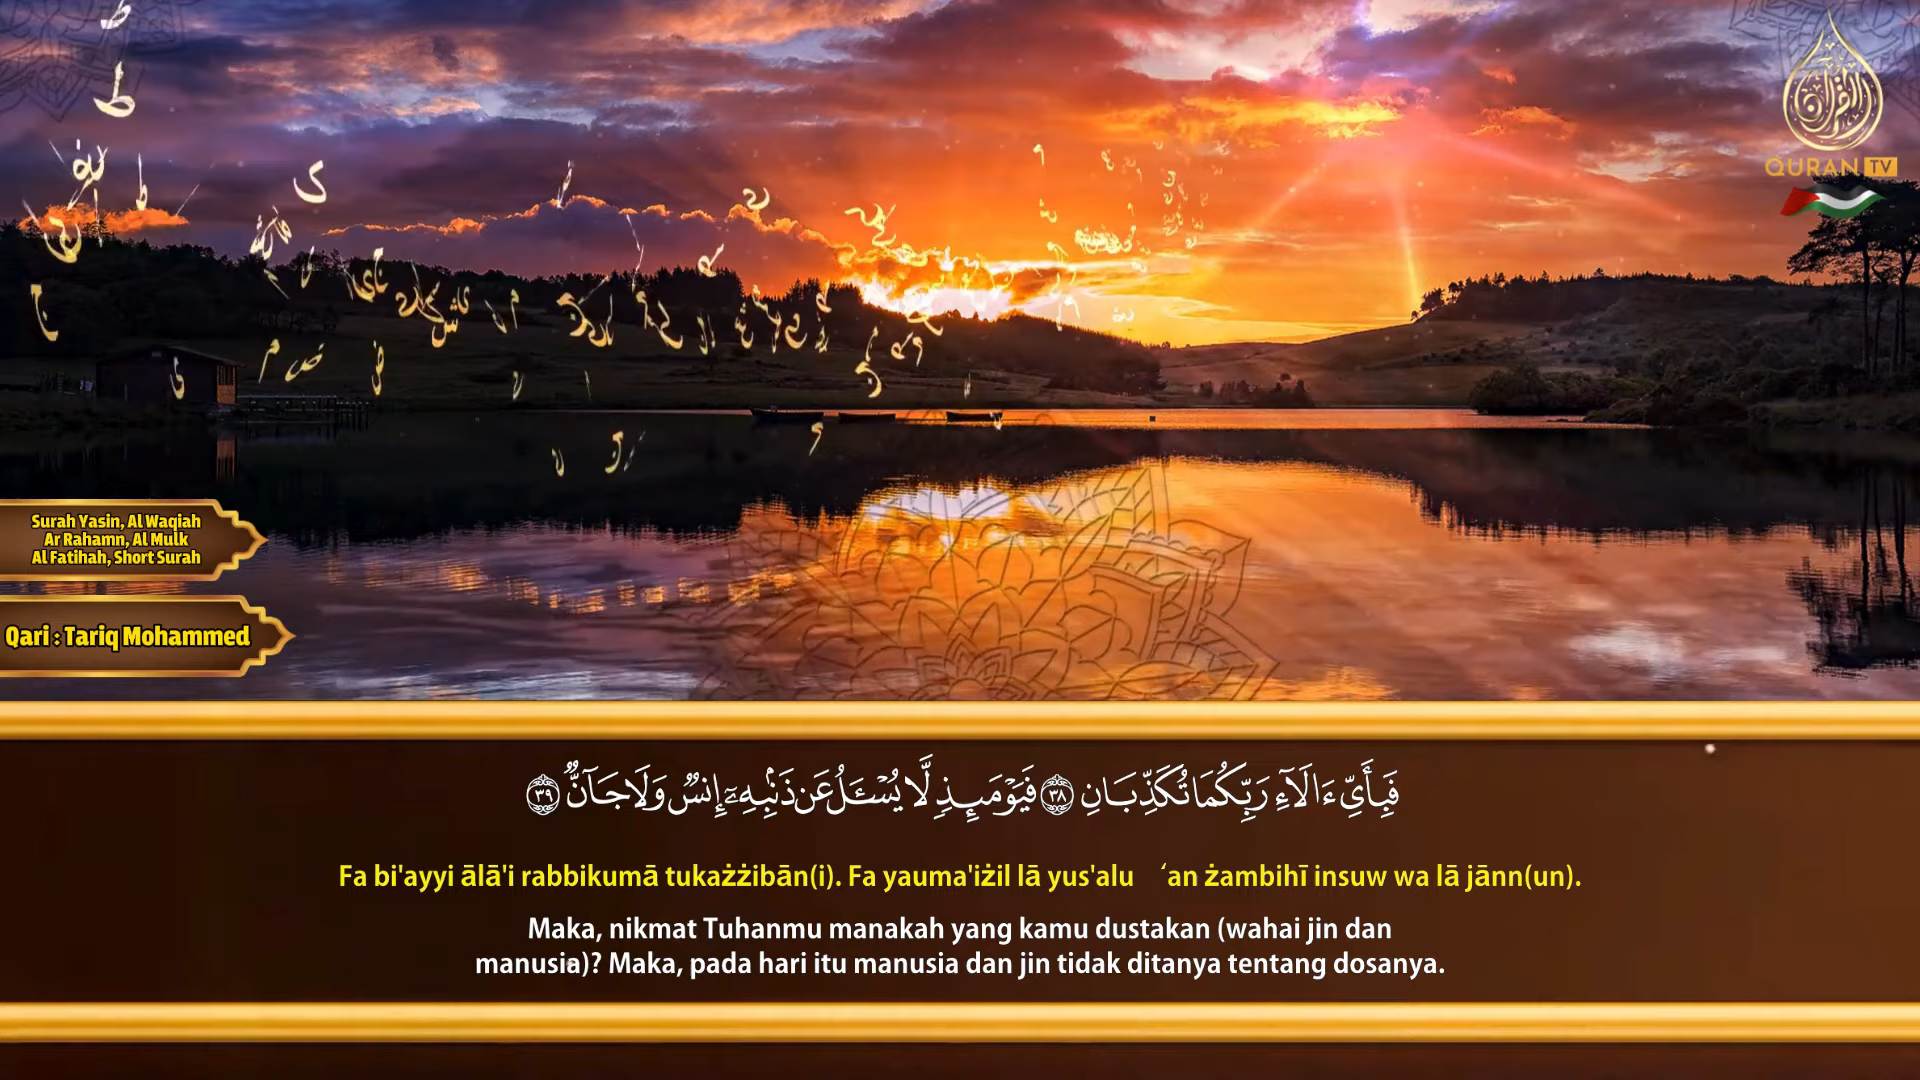 QURAN TV
Surah Yasin, Al Waqiah
Ar Rahamn, Al Mulk
Al Fatihah, Short Surah
Qari : Tariq Mohammed
فَبِأَىِّ ءَالَآءِ رَبِّكُمَا تُكَذِّبَانِ ٣٨ فَيَوْمَئِذٍ لَّا يُسْـَٔلُ عَن ذَنۢبِهِۦٓ إِنسٌ وَلَا جَآنٌّ ٣٩
Fa bi'ayyi ālā'i rabbikumā tukażżibān(i). Fa yauma'iżil lā yus'alu ‘an żambihī insuw wa lā jānn(un).
Maka, nikmat Tuhanmu manakah yang kamu dustakan (wahai jin dan
manusia)? Maka, pada hari itu manusia dan jin tidak ditanya tentang dosanya.